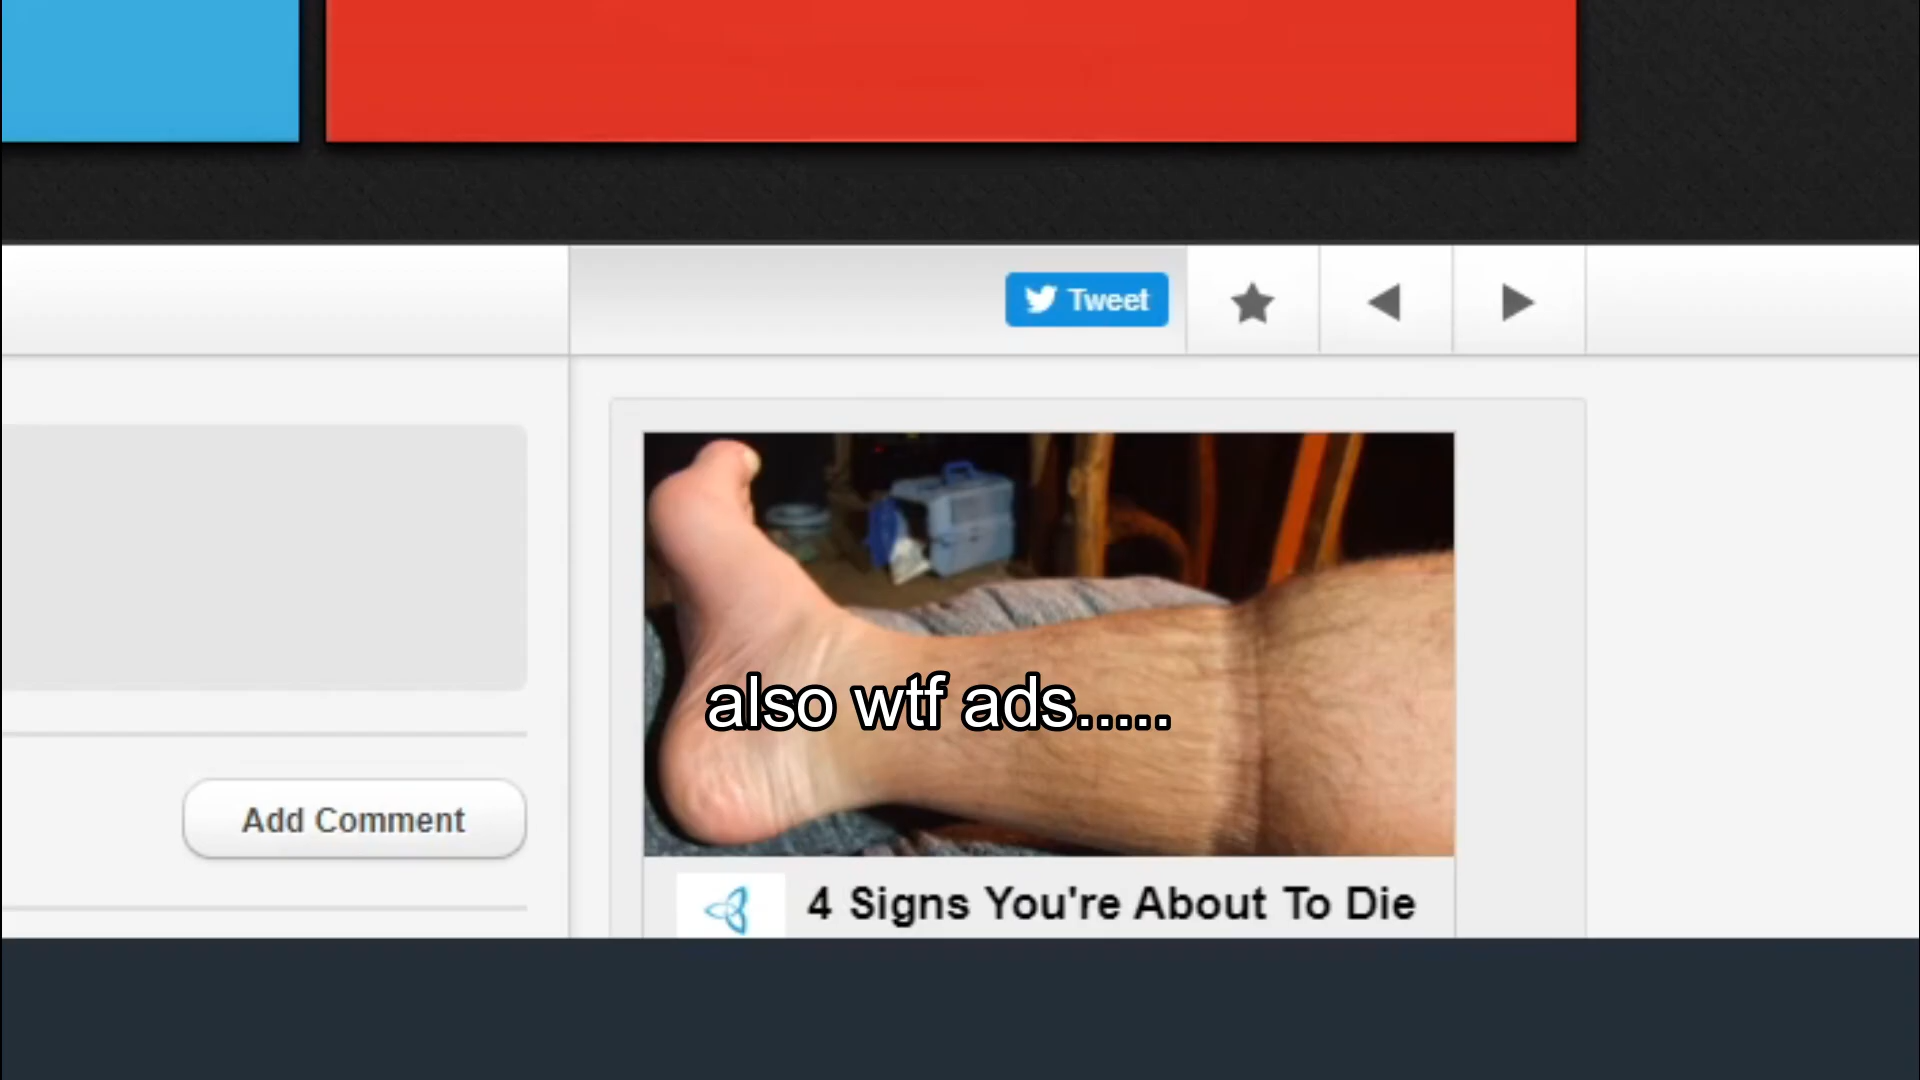 Tweet
also wtf ads.....
Add Comment
4 Signs You're About To Die